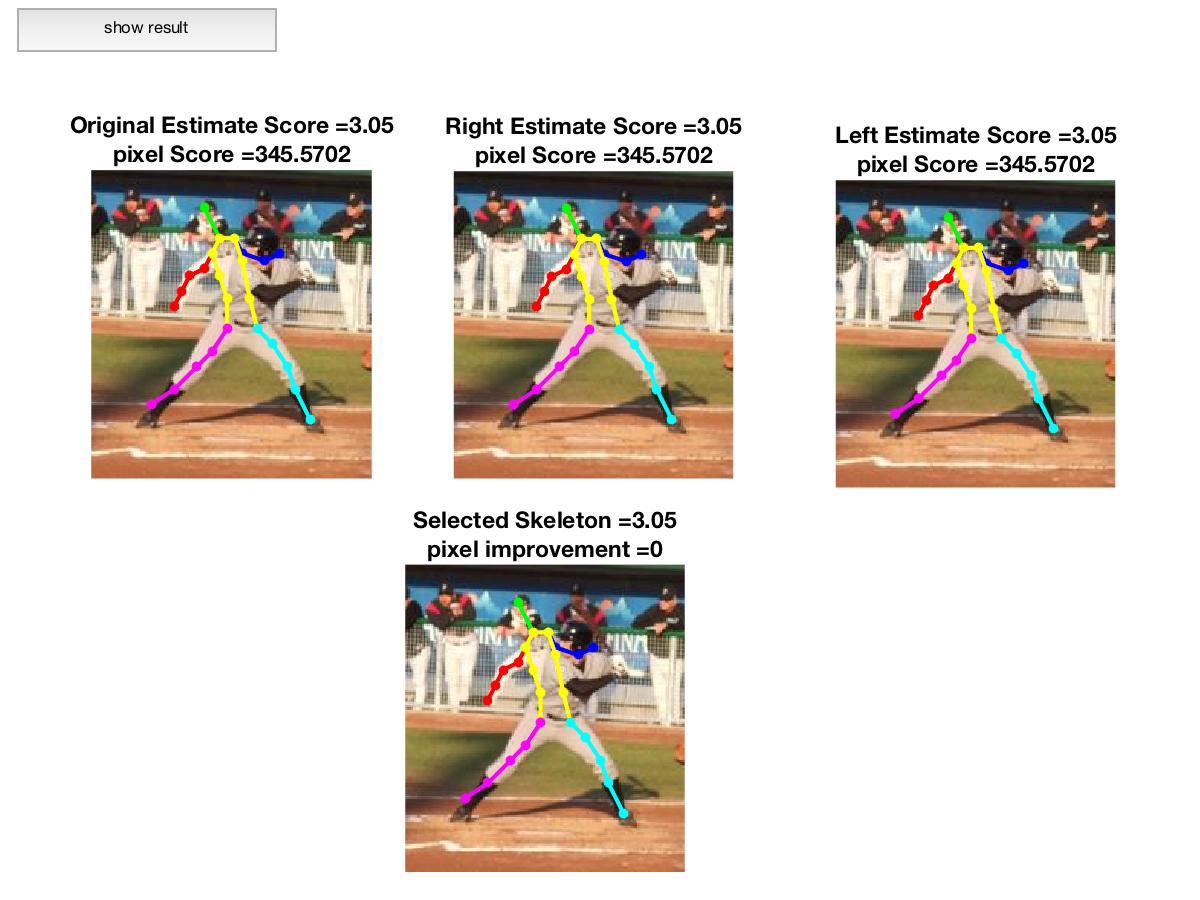 show result
Original Estimate Score =3.05
pixel Score =345.5702
Right Estimate Score =3.05
pixel Score =345.5702
Left Estimate Score =3.05
pixel Score =345.5702
Selected Skeleton =3.05
pixel improvement =0